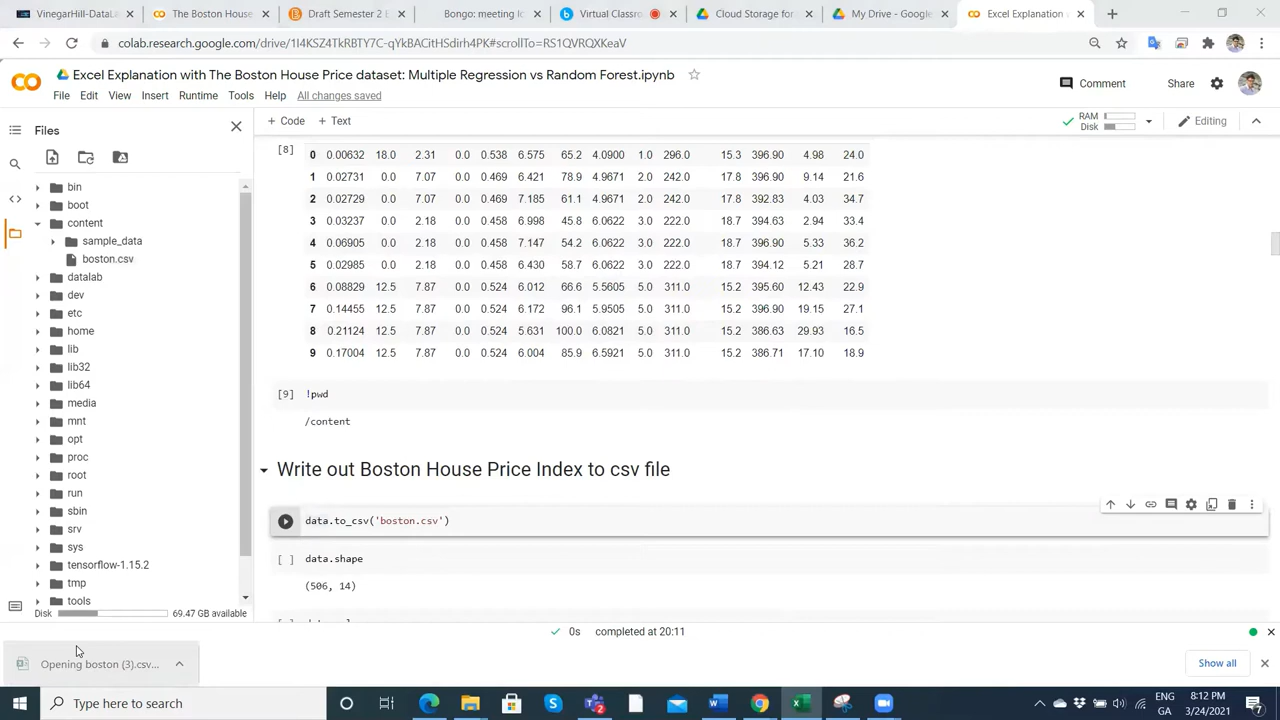 VinegarHill-DataLa
The Boston House
Draft Semester 2 E
Bongo: meeting lo
Virtual Classro
Cloud Storage for
My Drive - Google
Excel Explanation
colab.research.google.com/drive/1I4KSZ4TkRBTY7C-qYkBACitHSdirh4PK#scrollTo=RS1QVRQXKeaV
Excel Explanation with The Boston House Price dataset: Multiple Regression vs Random Forest.ipynb
Comment
Share
File Edit View Insert Runtime Tools Help All changes saved
Files
+ Code + Text
RAM
Disk
Editing
bin
boot
content
sample_data
boston.csv
datalab
dev
etc
home
lib
lib32
lib64
media
mnt
opt
proc
root
run
sbin
srv
sys
tensorflow-1.15.2
tmp
tools
Disk 69.47 GB available
[8]
0 0.00632 18.0 2.31 0.0 0.538 6.575 65.2 4.0900 1.0 296.0 15.3 396.90 4.98 24.0
1 0.02731 0.0 7.07 0.0 0.469 6.421 78.9 4.9671 2.0 242.0 17.8 396.90 9.14 21.6
2 0.02729 0.0 7.07 0.0 0.469 7.185 61.1 4.9671 2.0 242.0 17.8 392.83 4.03 34.7
3 0.03237 0.0 2.18 0.0 0.458 6.998 45.8 6.0622 3.0 222.0 18.7 394.63 2.94 33.4
4 0.06905 0.0 2.18 0.0 0.458 7.147 54.2 6.0622 3.0 222.0 18.7 396.90 5.33 36.2
5 0.02985 0.0 2.18 0.0 0.458 6.430 58.7 6.0622 3.0 222.0 18.7 394.12 5.21 28.7
6 0.08829 12.5 7.87 0.0 0.524 6.012 66.6 5.5605 5.0 311.0 15.2 395.60 12.43 22.9
7 0.14455 12.5 7.87 0.0 0.524 6.172 96.1 5.9505 5.0 311.0 15.2 396.90 19.15 27.1
8 0.21124 12.5 7.87 0.0 0.524 5.631 100.0 6.0821 5.0 311.0 15.2 386.63 29.93 16.5
9 0.17004 12.5 7.87 0.0 0.524 6.004 85.9 6.5921 5.0 311.0 15.2 386.71 17.10 18.9
[9] !pwd
/content
Write out Boston House Price Index to csv file
data.to_csv('boston.csv')
[ ] data.shape
(506, 14)
0s completed at 20:11
Opening boston (3).csv...
Show all
Type here to search
ENG
GA
8:12 PM
3/24/2021